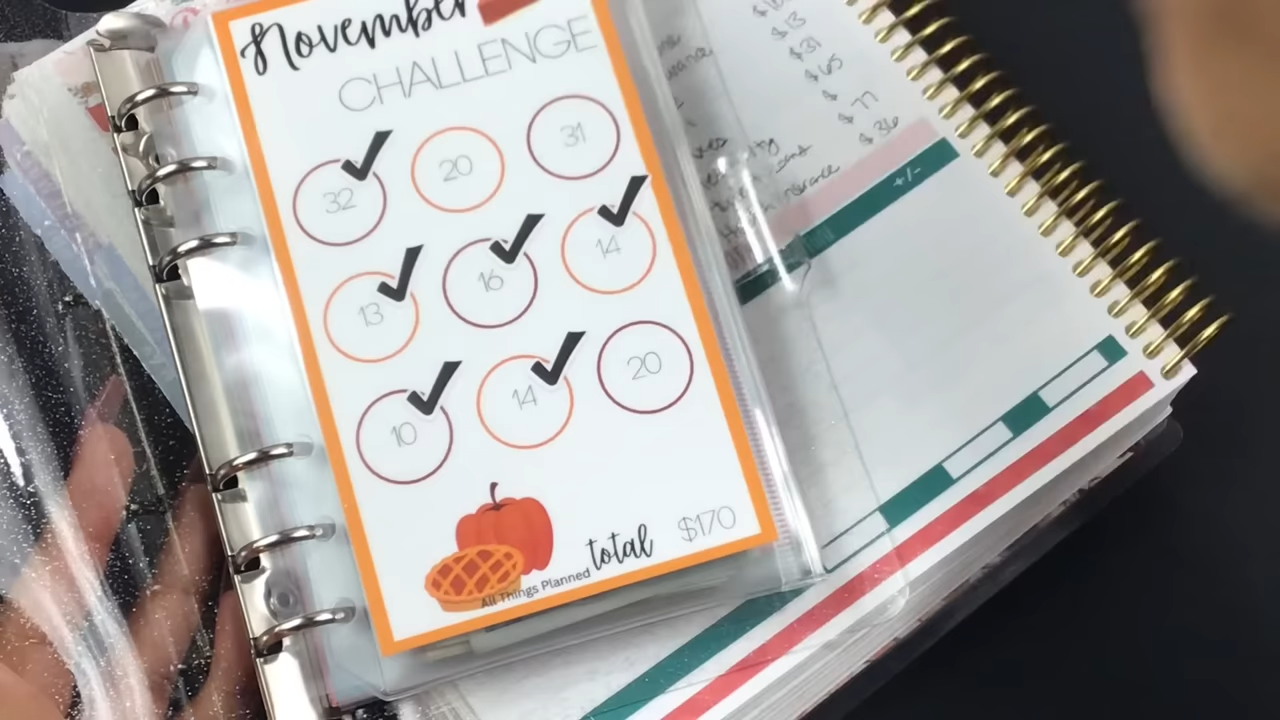 November
CHALLENGE
32 20 31
13 16 14
10 14 20
total $170
All Things Planned
$13
$31
$65
$77
$36
+/-